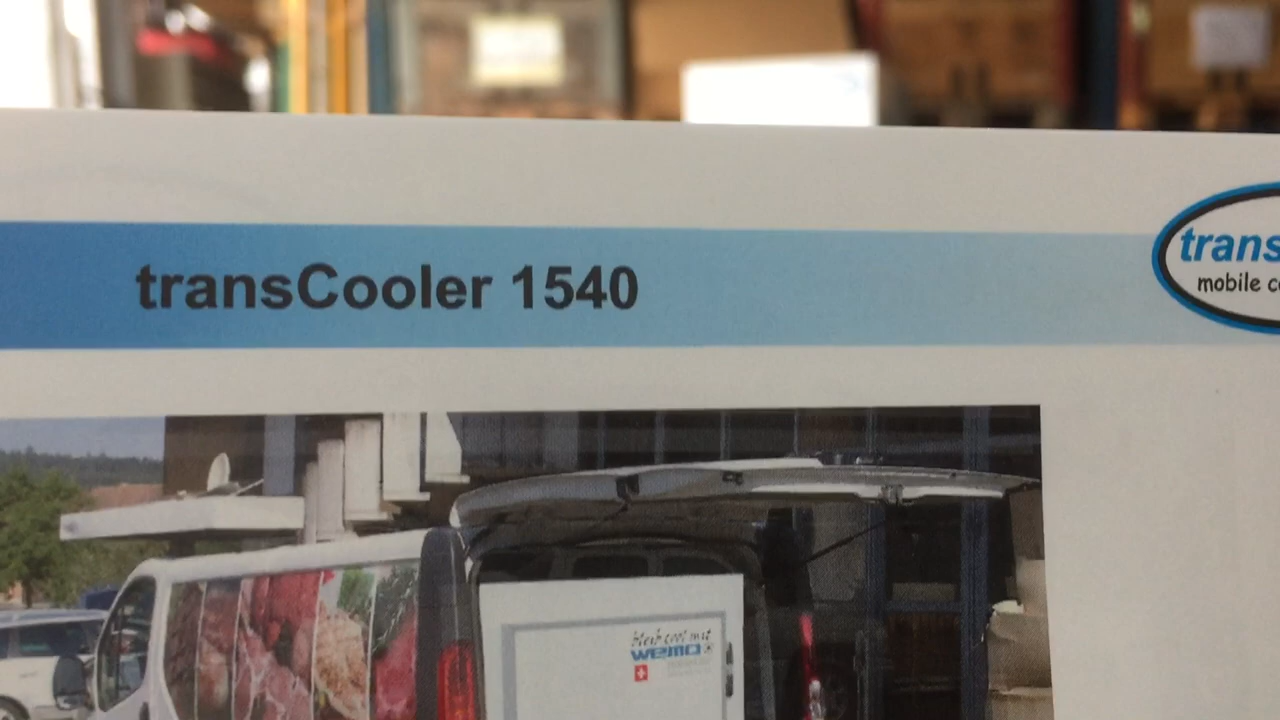 transCooler 1540
trans
mobile c
bleib cool mit
WEMO